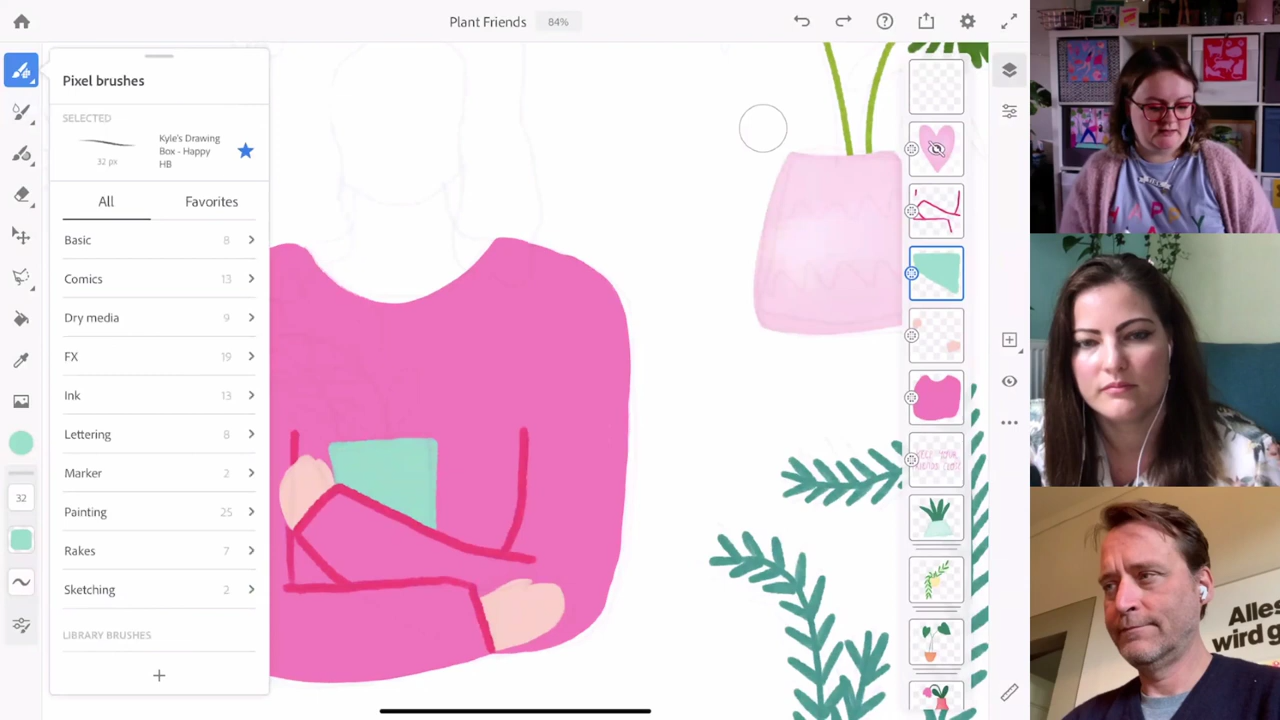 Plant Friends
84%
Pixel brushes
SELECTED
32 px
Kyle's Drawing
Box - Happy
HB
All
Favorites
Basic 8
Comics 13
Dry media 9
FX 19
Ink 13
Lettering 8
Marker 2
Painting 25
Rakes 7
Sketching 2
LIBRARY BRUSHES
32
HAPPY
Alles
wird g